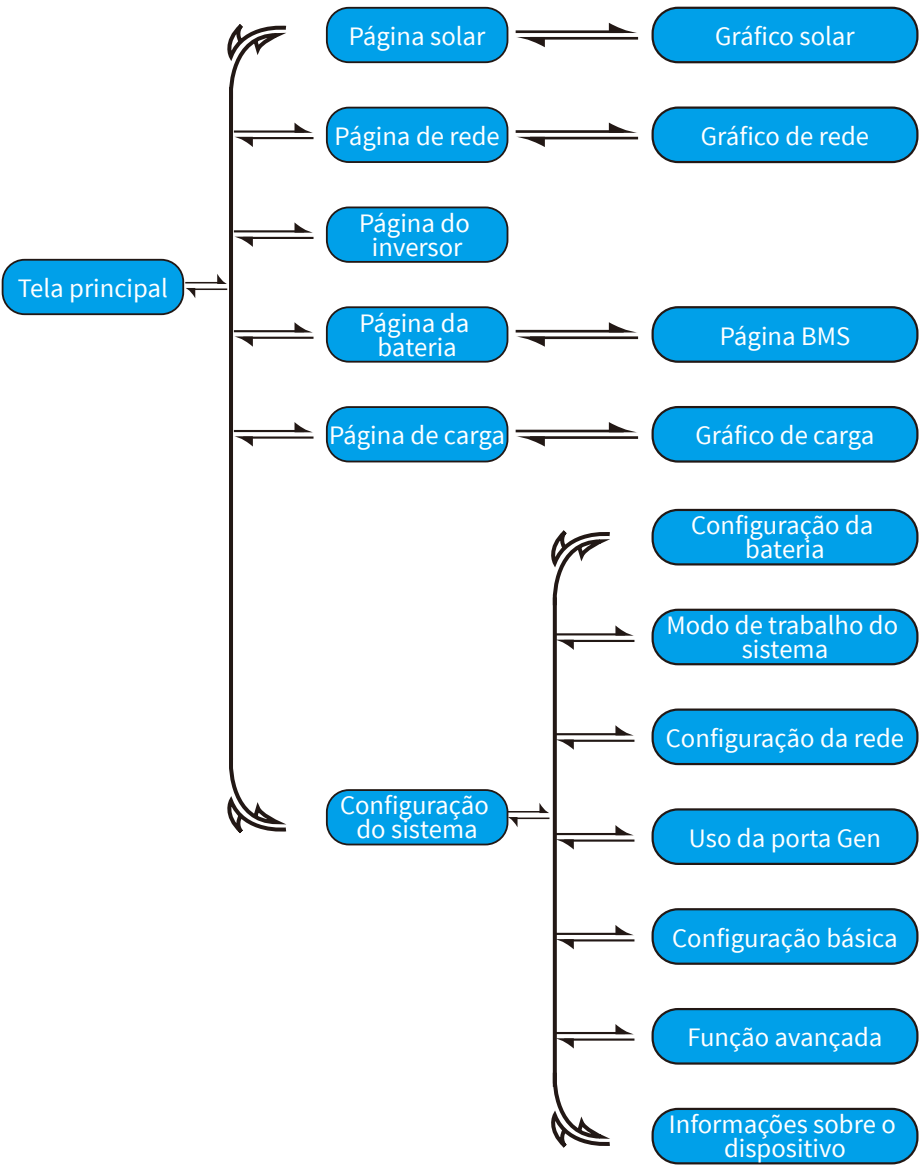 Página solar
Gráfico solar
Página de rede
Gráfico de rede
Página do
inversor
Tela principal
Página da
bateria
Página BMS
Página de carga
Gráfico de carga
Configuração da
bateria
Modo de trabalho do
sistema
Configuração da rede
Configuração
do sistema
Uso da porta Gen
Configuração básica
Função avançada
Informações sobre o
dispositivo